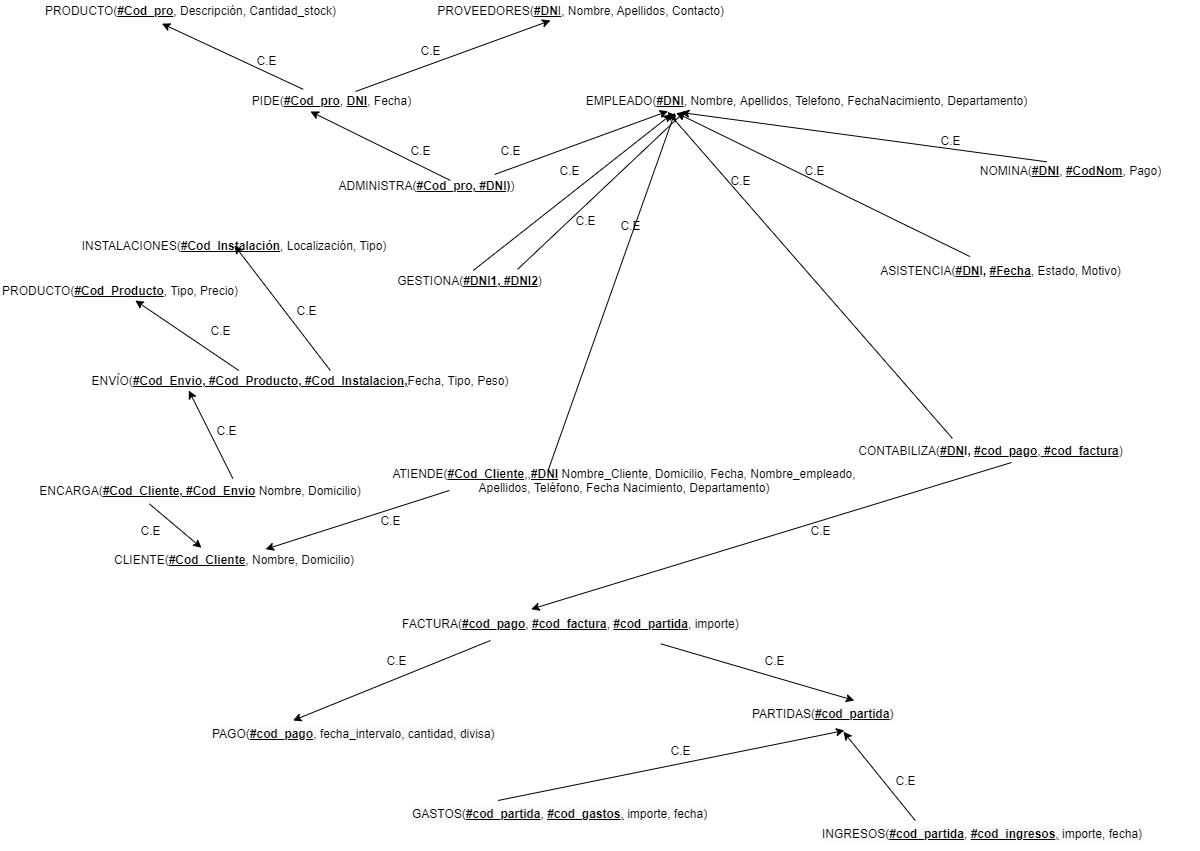 PRODUCTO(#Cod_pro, Descripción, Cantidad_stock)
PROVEEDORES(#DNI, Nombre, Apellidos, Contacto)
C.E
C.E
PIDE(#Cod_pro, DNI, Fecha)
EMPLEADO(#DNI, Nombre, Apellidos, Telefono, FechaNacimiento, Departamento)
C.E
C.E
C.E
C.E
C.E
C.E
NOMINA(#DNI, #CodNom, Pago)
ADMINISTRA(#Cod_pro, #DNI))
C.E
C.E
INSTALACIONES(#Cod_Instalación, Localización, Tipo)
GESTIONA(#DNI1, #DNI2)
ASISTENCIA(#DNI, #Fecha, Estado, Motivo)
PRODUCTO(#Cod_Producto, Tipo, Precio)
C.E
C.E
ENVÍO(#Cod_Envio, #Cod_Producto, #Cod_Instalacion,Fecha, Tipo, Peso)
C.E
CONTABILIZA(#DNI, #cod_pago, #cod_factura)
ATIENDE(#Cod_Cliente,,#DNI Nombre_Cliente, Domicilio, Fecha, Nombre_empleado,
Apellidos, Teléfono, Fecha Nacimiento, Departamento)
ENCARGA(#Cod_Cliente, #Cod_Envio Nombre, Domicilio)
C.E
C.E
C.E
CLIENTE(#Cod_Cliente, Nombre, Domicilio)
FACTURA(#cod_pago, #cod_factura, #cod_partida, importe)
C.E
C.E
PARTIDAS(#cod_partida)
PAGO(#cod_pago, fecha_intervalo, cantidad, divisa)
C.E
C.E
GASTOS(#cod_partida, #cod_gastos, importe, fecha)
INGRESOS(#cod_partida, #cod_ingresos, importe, fecha)